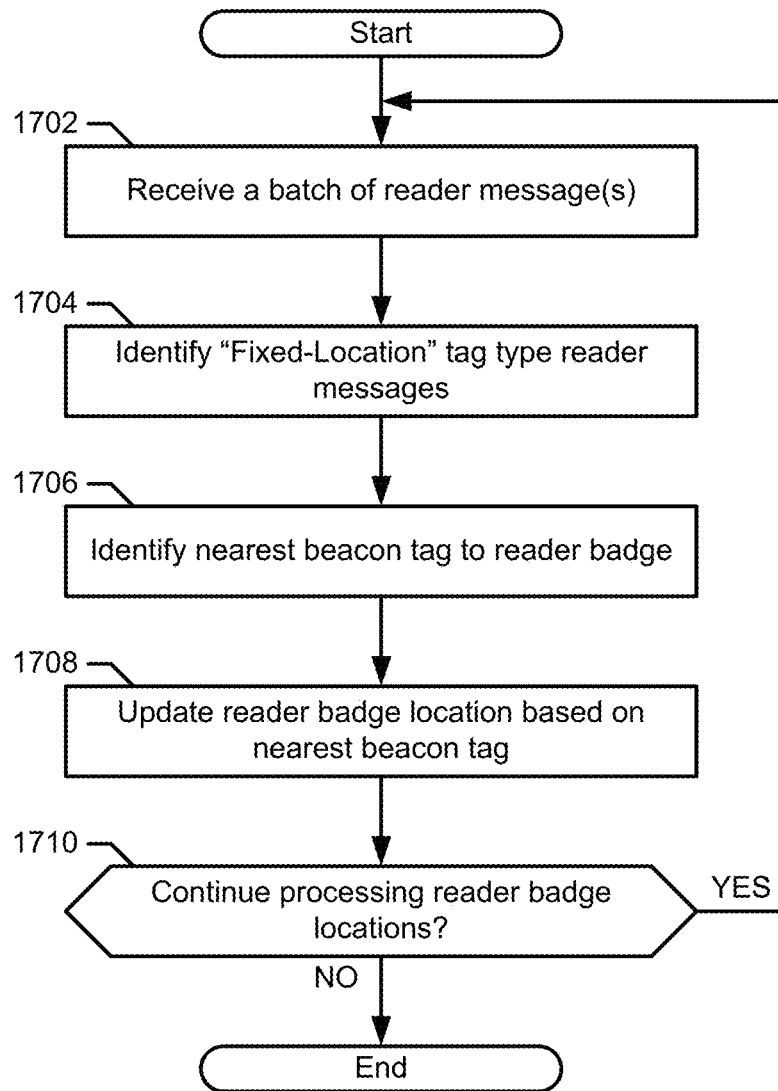 Start
1702
Receive a batch of reader message(s)
1704
Identify “Fixed-Location” tag type reader
messages
1706
Identify nearest beacon tag to reader badge
1708
Update reader badge location based on
nearest beacon tag
1710
Continue processing reader badge
locations?
YES
NO
End